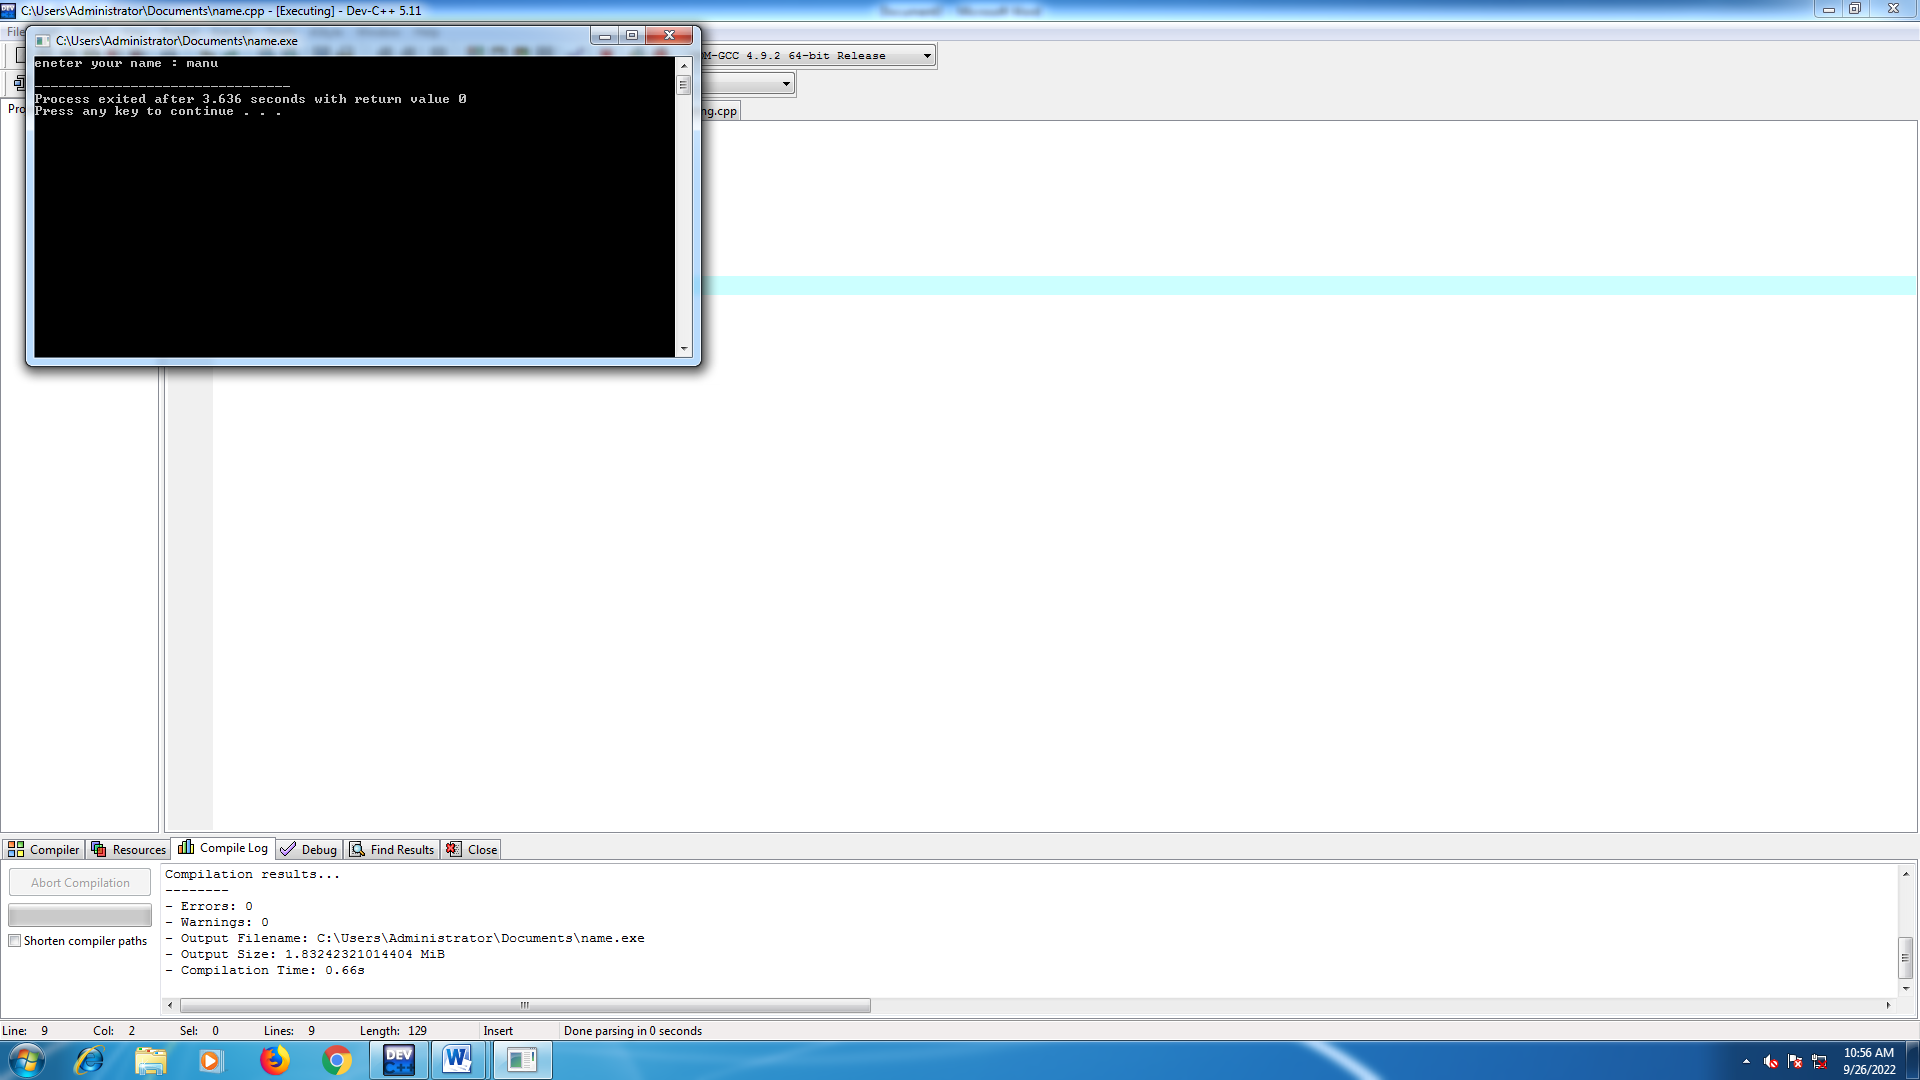 C:\Users\Administrator\Documents\name.cpp - [Executing] - Dev-C++ 5.11
C:\Users\Administrator\Documents\name.exe
eneter your name : manu
--------------------------------
Process exited after 3.636 seconds with return value 0
Press any key to continue . . .
M-GCC 4.9.2 64-bit Release
ng.cpp
Compiler
Resources
Compile Log
Debug
Find Results
Close
Abort Compilation
Shorten compiler paths
Compilation results...
--------
- Errors: 0
- Warnings: 0
- Output Filename: C:\Users\Administrator\Documents\name.exe
- Output Size: 1.83242321014404 MiB
- Compilation Time: 0.66s
Line: 9 Col: 2 Sel: 0 Lines: 9 Length: 129 Insert Done parsing in 0 seconds
DEV C++
W
10:56 AM
9/26/2022